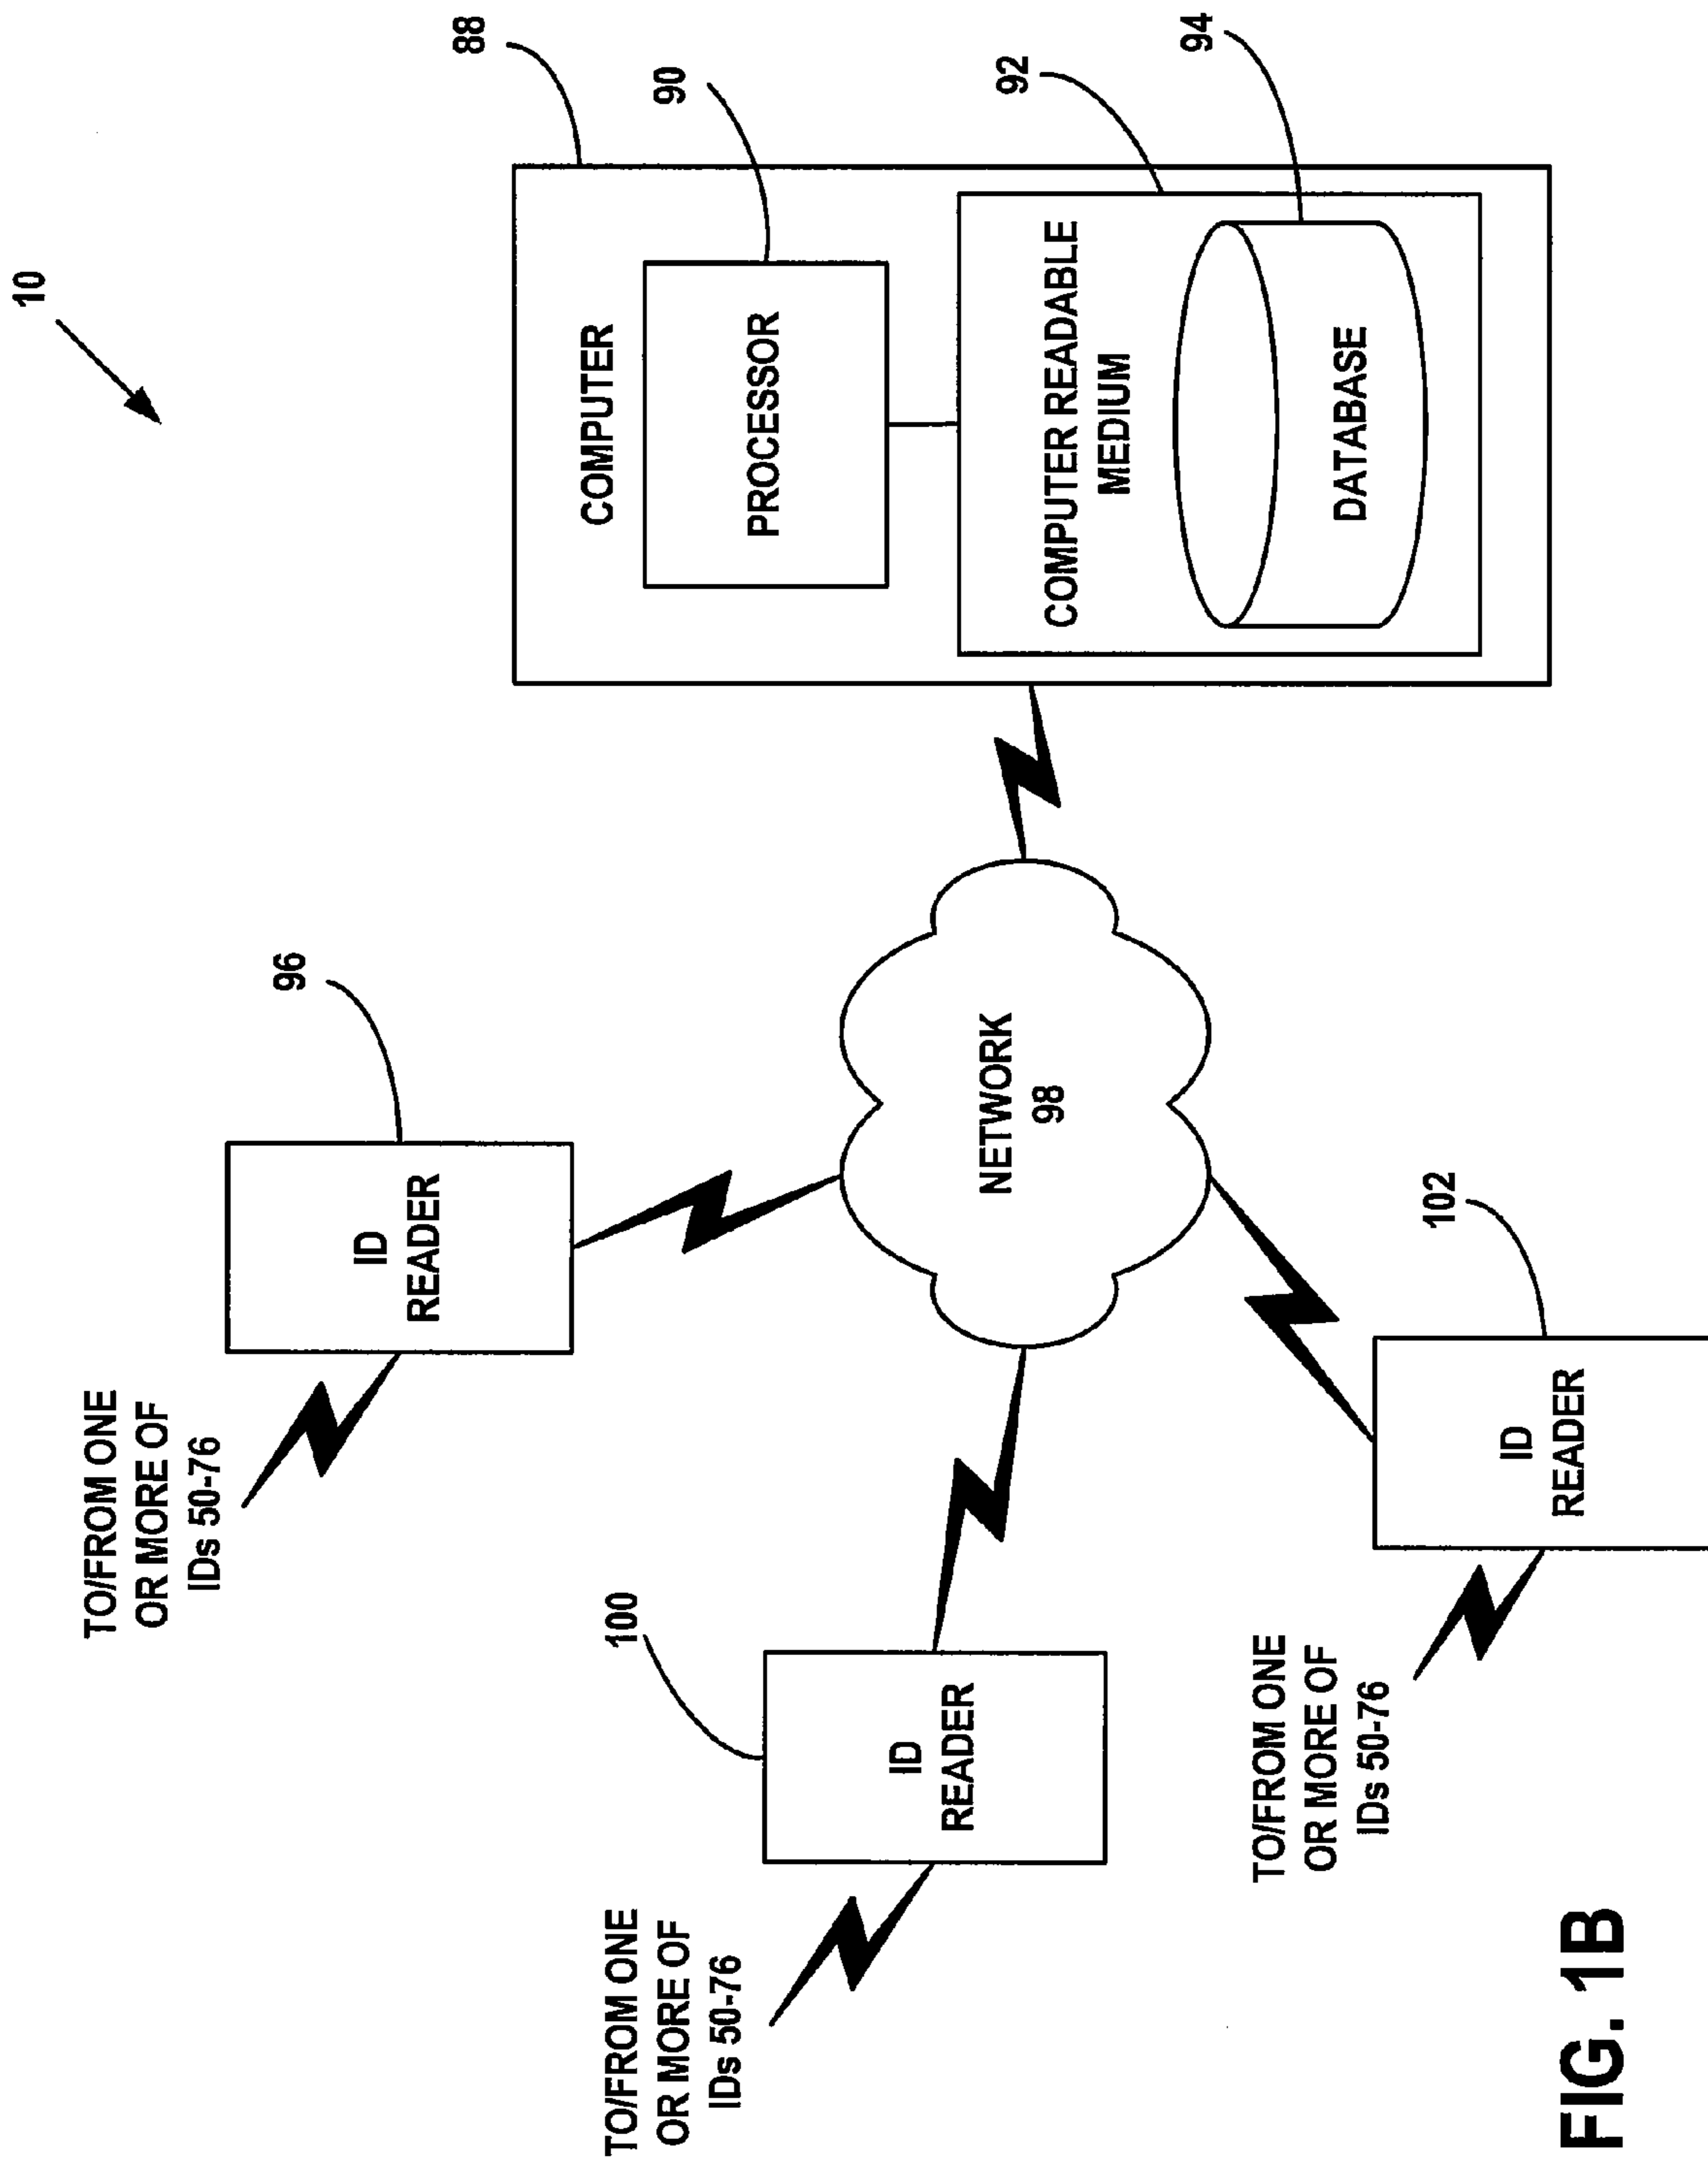 10
88
COMPUTER
90
PROCESSOR
92
COMPUTER READABLE
MEDIUM
94
DATABASE
96
ID
READER
TO/FROM ONE
OR MORE OF
IDs 50-76
NETWORK
98
100
ID
READER
TO/FROM ONE
OR MORE OF
IDs 50-76
102
ID
READER
TO/FROM ONE
OR MORE OF
IDs 50-76
FIG. 1B